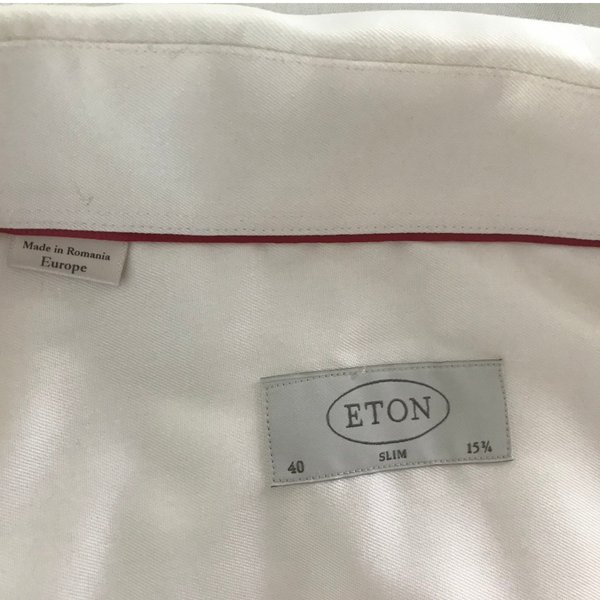 Made in Romania
Europe
ETON
40 SLIM 15¾